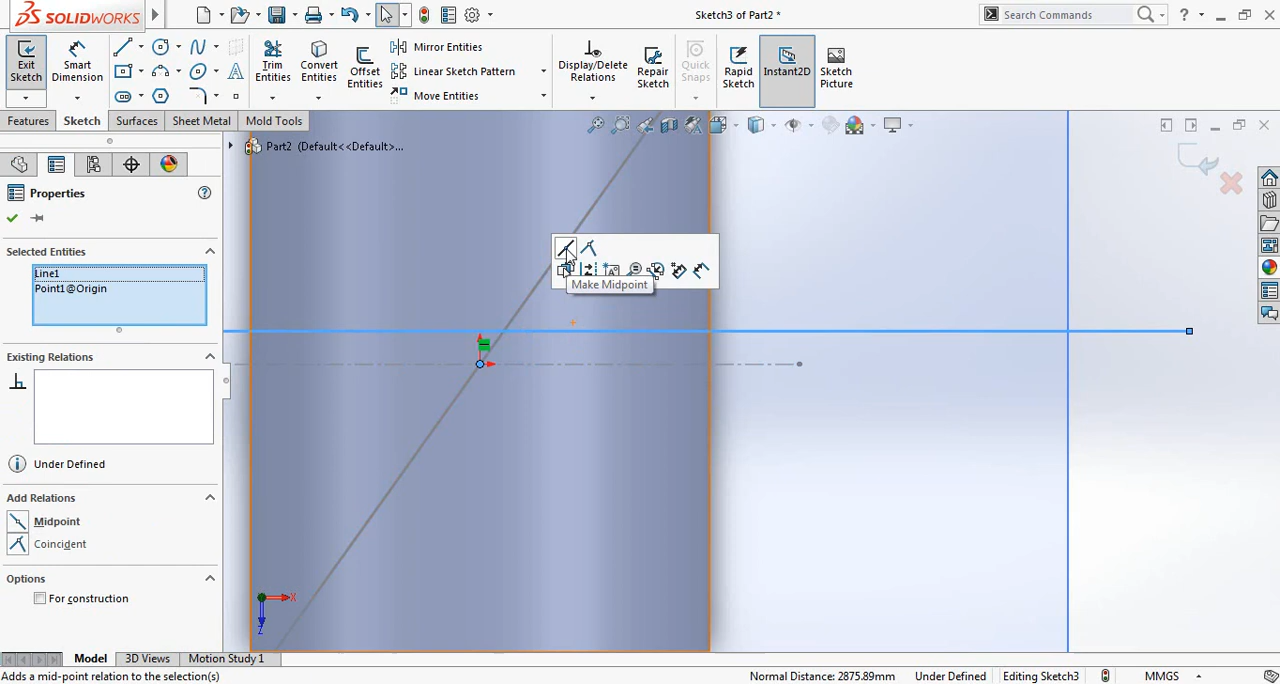 SOLIDWORKS
Sketch3 of Part2 *
Search Commands
?
Exit Sketch
Smart Dimension
Trim Entities
Convert Entities
Offset Entities
Mirror Entities
Linear Sketch Pattern
Move Entities
Display/Delete Relations
Repair Sketch
Quick Snaps
Rapid Sketch
Instant2D
Sketch Picture
Features
Sketch
Surfaces
Sheet Metal
Mold Tools
Part2 (Default<<Default>...
Properties
?
Selected Entities
Line1
Point1@Origin
Make Midpoint
Existing Relations
Under Defined
Add Relations
Midpoint
Coincident
Options
For construction
X
Z
Model
3D Views
Motion Study 1
Adds a mid-point relation to the selection(s)
Normal Distance: 2875.89mm
Under Defined
Editing Sketch3
MMGS